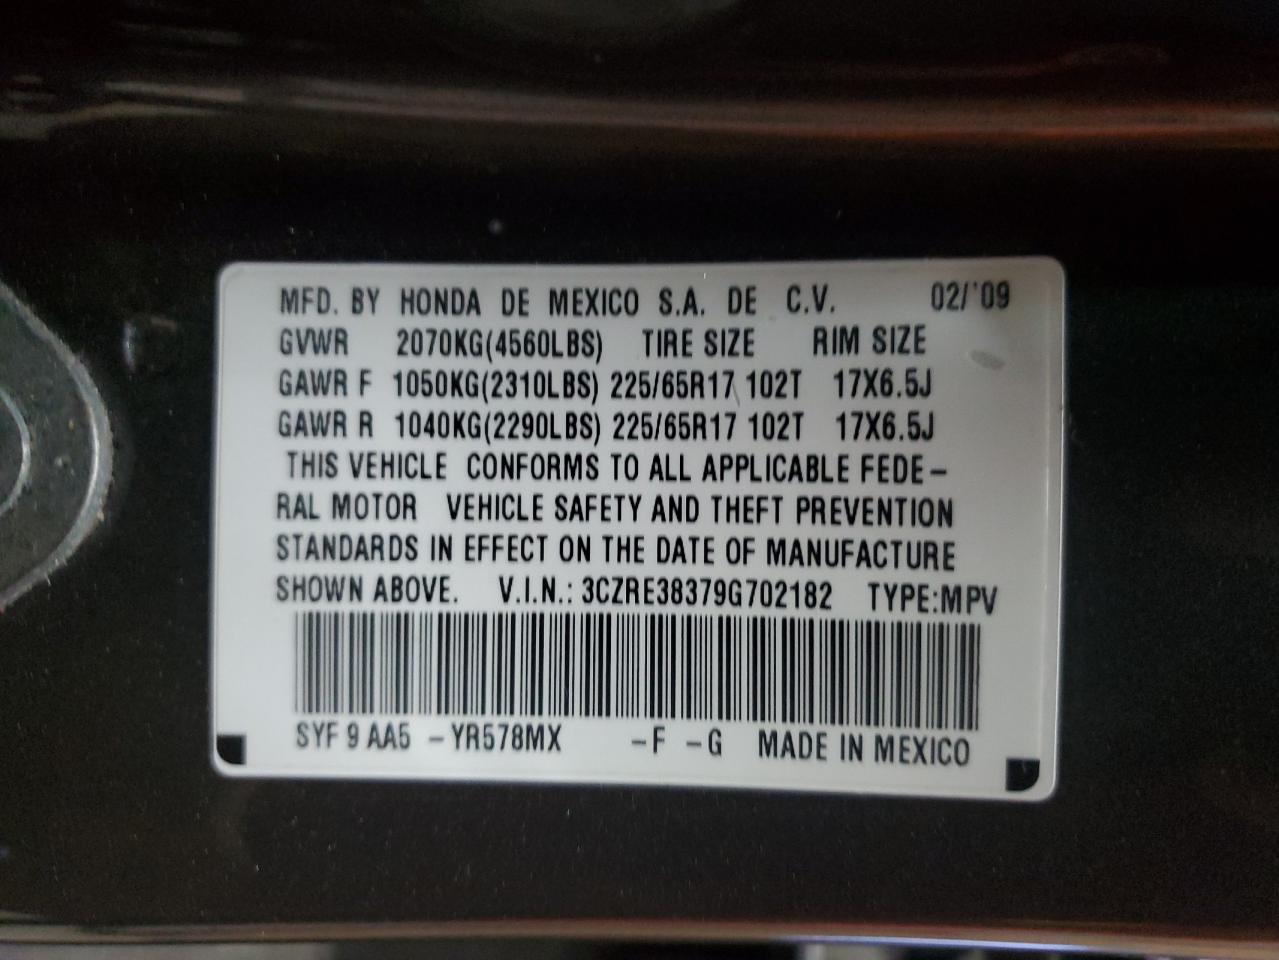 MFD. BY HONDA DE MEXICO S.A. DE C.V. 02/'09
GVWR 2070KG(4560LBS) TIRE SIZE RIM SIZE
GAWR F 1050KG(2310LBS) 225/65R17 102T 17X6.5J
GAWR R 1040KG(2290LBS) 225/65R17 102T 17X6.5J
THIS VEHICLE CONFORMS TO ALL APPLICABLE FEDE-
RAL MOTOR VEHICLE SAFETY AND THEFT PREVENTION
STANDARDS IN EFFECT ON THE DATE OF MANUFACTURE
SHOWN ABOVE. V.I.N.: 3CZRE38379G702182 TYPE:MPV
SYF 9 AA5 -YR578MX -F -G MADE IN MEXICO